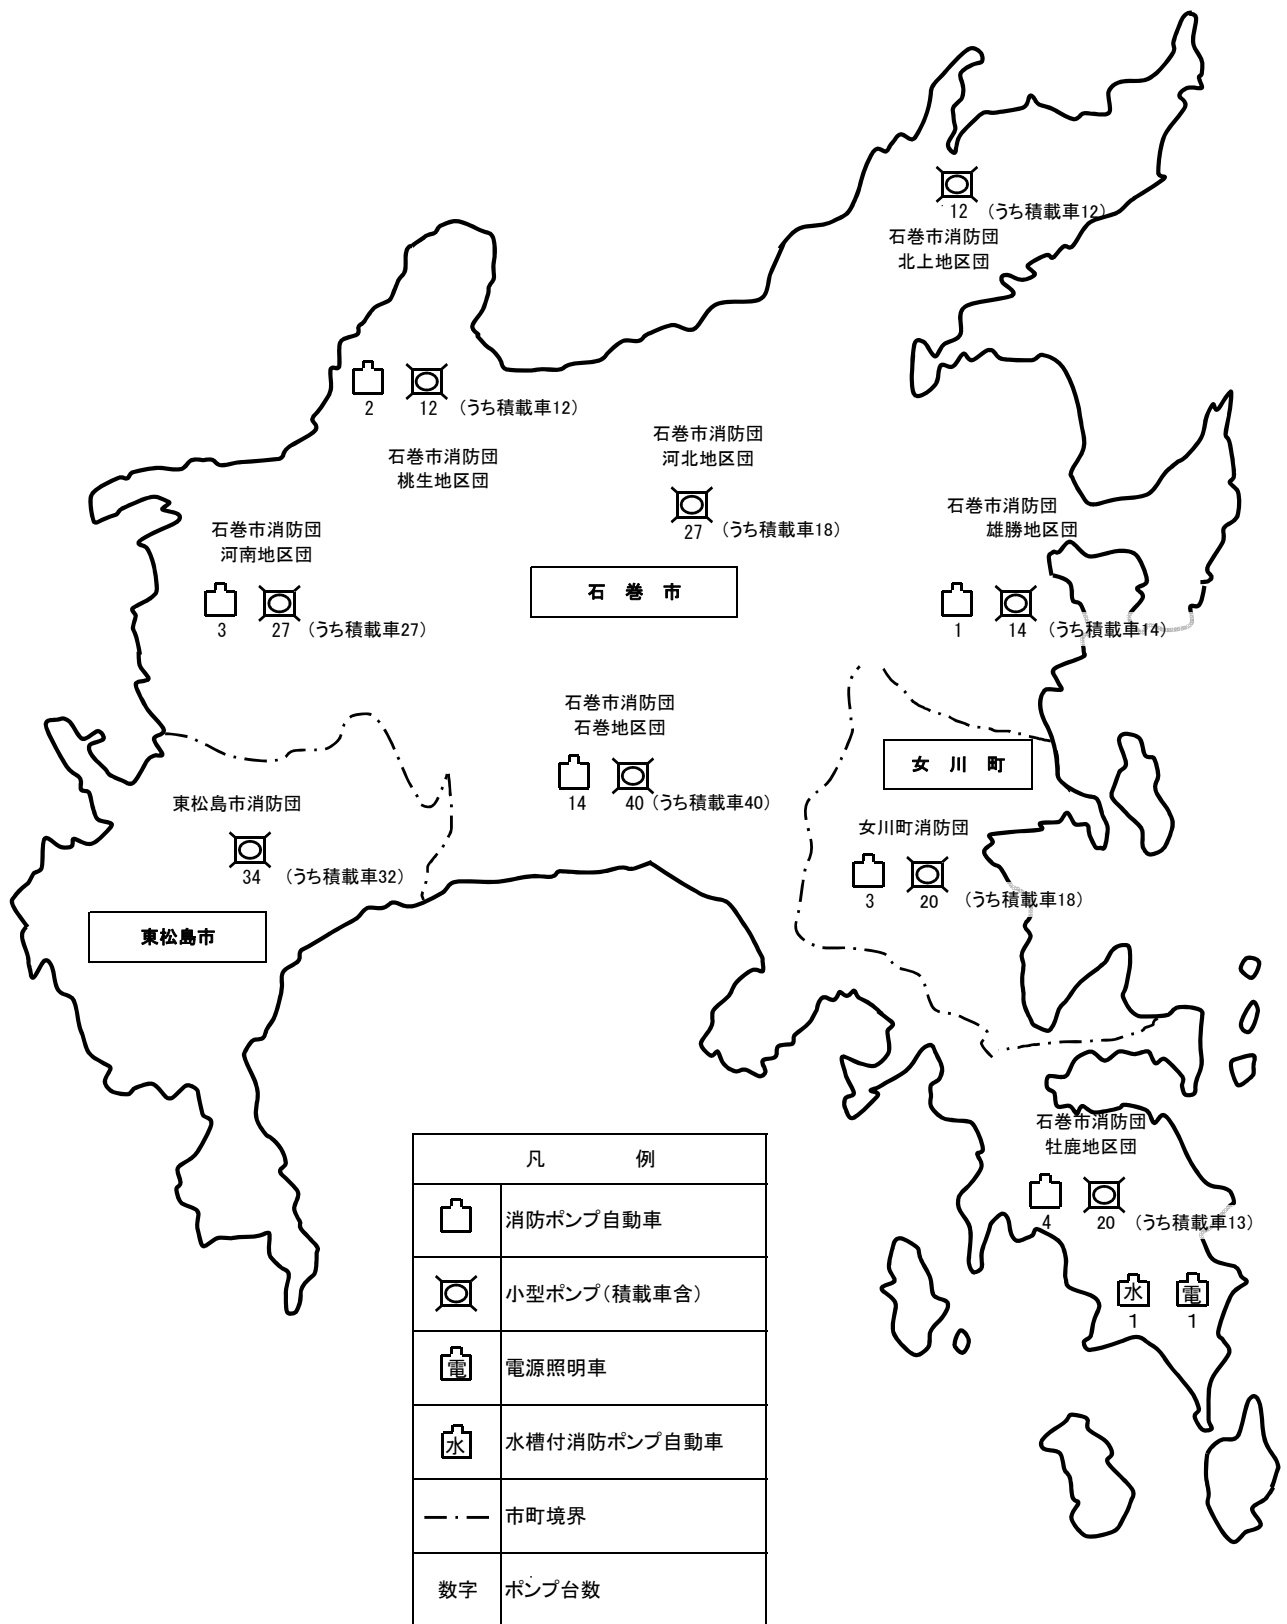 12 (うち積載車12)
石巻市消防団
北上地区団
2 12 (うち積載車12)
石巻市消防団
桃生地区団
石巻市消防団
河北地区団
27 (うち積載車18)
石巻市消防団
河南地区団
3 27 (うち積載車27)
石巻市
石巻市消防団
雄勝地区団
1 14 (うち積載車14)
石巻市消防団
石巻地区団
14 40 (うち積載車40)
女川町
女川町消防団
3 20 (うち積載車18)
東松島市消防団
34 (うち積載車32)
東松島市
石巻市消防団
牡鹿地区団
4 20 (うち積載車13)
水 電
1 1
凡例
消防ポンプ自動車
小型ポンプ(積載車含)
電 電源照明車
水 水槽付消防ポンプ自動車
市町境界
数字 ポンプ台数